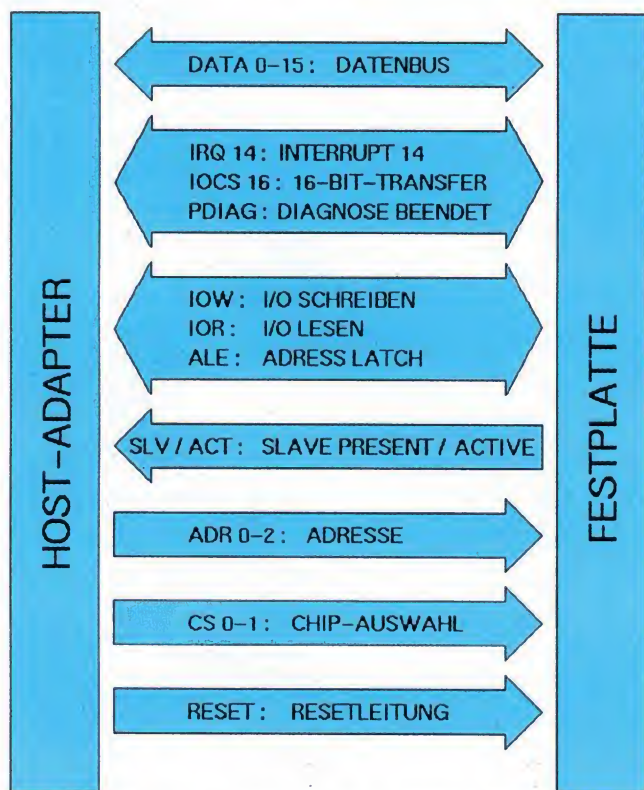 HOST-ADAPTER
DATA 0-15: DATENBUS
IRQ 14: INTERRUPT 14
IOCS 16: 16-BIT-TRANSFER
PDIAG: DIAGNOSE BEENDET
IOW: I/O SCHREIBEN
IOR: I/O LESEN
ALE: ADRESS LATCH
SLV / ACT: SLAVE PRESENT / ACTIVE
ADR 0-2: ADRESSE
CS 0-1: CHIP-AUSWAHL
RESET: RESETLEITUNG
FESTPLATTE